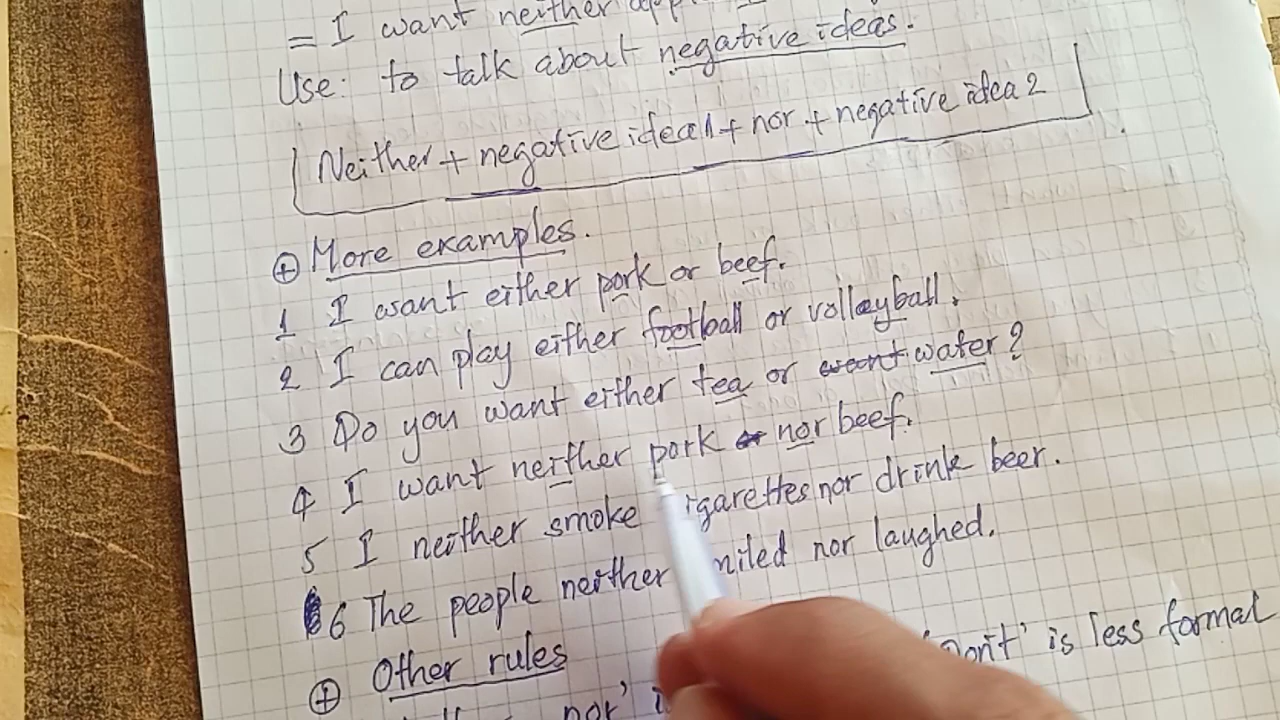 = I want neither
Use: to talk about negative ideas.
Neither + negative idea 1 + nor + negative idea 2
⊕ More examples.
1 I want either pork or beef.
2 I can play either football or volleyball.
3 Do you want either tea or want water?
4 I want neither pork or nor beef.
5 I neither smoke igarettes nor drink beer.
6 The people neither miled nor laughed.
⊕ Other rules 'Don't' is less formal
nor'